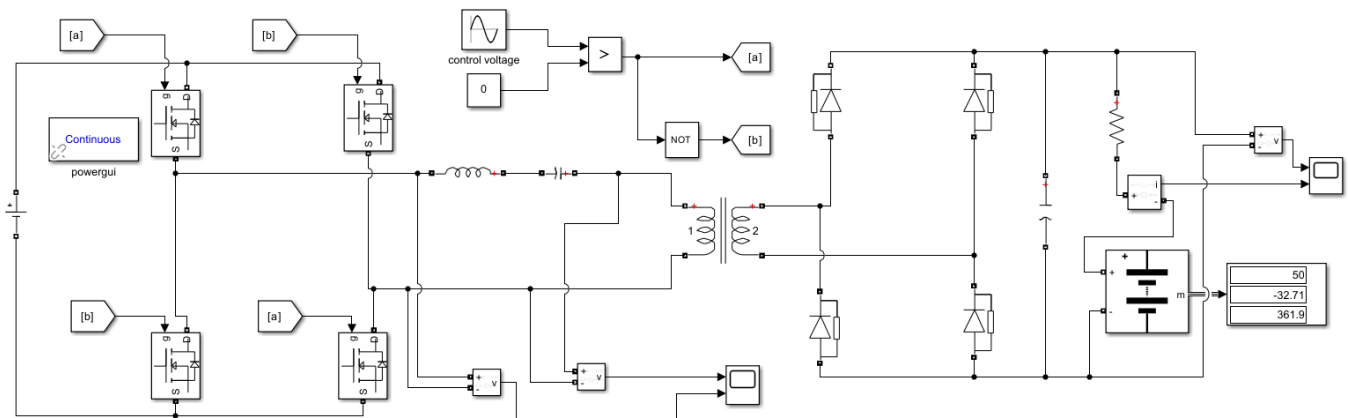 [a]
[b]
control voltage
>
0
[a]
NOT
[b]
g
D
S
g
D
S
Continuous
powergui
+
+
+
1
2
+
+
+
+
+
-
v
i
+
-
+
+
-
m
50
-32.71
361.9
[b]
[a]
g
D
S
g
D
S
+
-
v
+
-
v